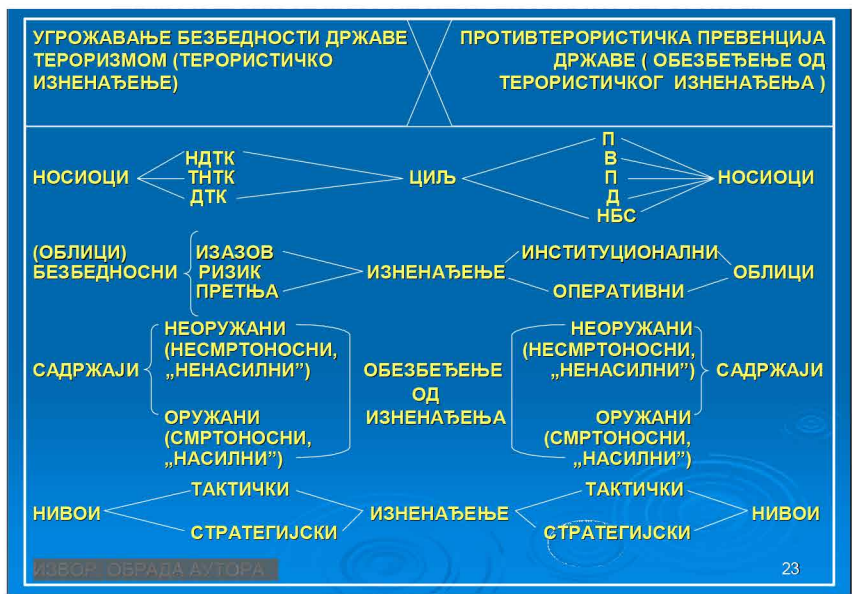 УГРОЖАВАЊЕ БЕЗБЕДНОСТИ ДРЖАВЕ
ТЕРОРИЗМОМ (ТЕРОРИСТИЧКО
ИЗНЕНАЂЕЊЕ)
ПРОТИВТЕРОРИСТИЧКА ПРЕВЕНЦИЈА
ДРЖАВЕ ( ОБЕЗБЕЂЕЊЕ ОД
ТЕРОРИСТИЧКОГ ИЗНЕНАЂЕЊА )
НОСИОЦИ
НДТК
ТНТК
ДТК
ЦИЉ
П
В
П
Д
НБС
НОСИОЦИ
(ОБЛИЦИ)
БЕЗБЕДНОСНИ
ИЗАЗОВ
РИЗИК
ПРЕТЊА
ИЗНЕНАЂЕЊЕ
ИНСТИТУЦИОНАЛНИ
ОПЕРАТИВНИ
ОБЛИЦИ
САДРЖАЈИ
НЕОРУЖАНИ
(НЕСМРТОНОСНИ,
„НЕНАСИЛНИ”)
ОРУЖАНИ
(СМРТОНОСНИ,
„НАСИЛНИ”)
ОБЕЗБЕЂЕЊЕ
ОД
ИЗНЕНАЂЕЊА
НЕОРУЖАНИ
(НЕСМРТОНОСНИ,
„НЕНАСИЛНИ”)
ОРУЖАНИ
(СМРТОНОСНИ,
„НАСИЛНИ”)
САДРЖАЈИ
НИВОИ
ТАКТИЧКИ
СТРАТЕГИЈСКИ
ИЗНЕНАЂЕЊЕ
ТАКТИЧКИ
СТРАТЕГИЈСКИ
НИВОИ
ИЗВОР ОБРАДА АУТОРА
23